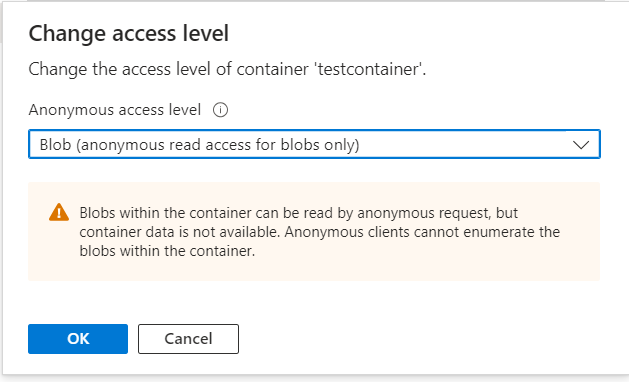 Change access level
Change the access level of container 'testcontainer'.
Anonymous access level
Blob (anonymous read access for blobs only)
Blobs within the container can be read by anonymous request, but
container data is not available. Anonymous clients cannot enumerate the
blobs within the container.
OK
Cancel